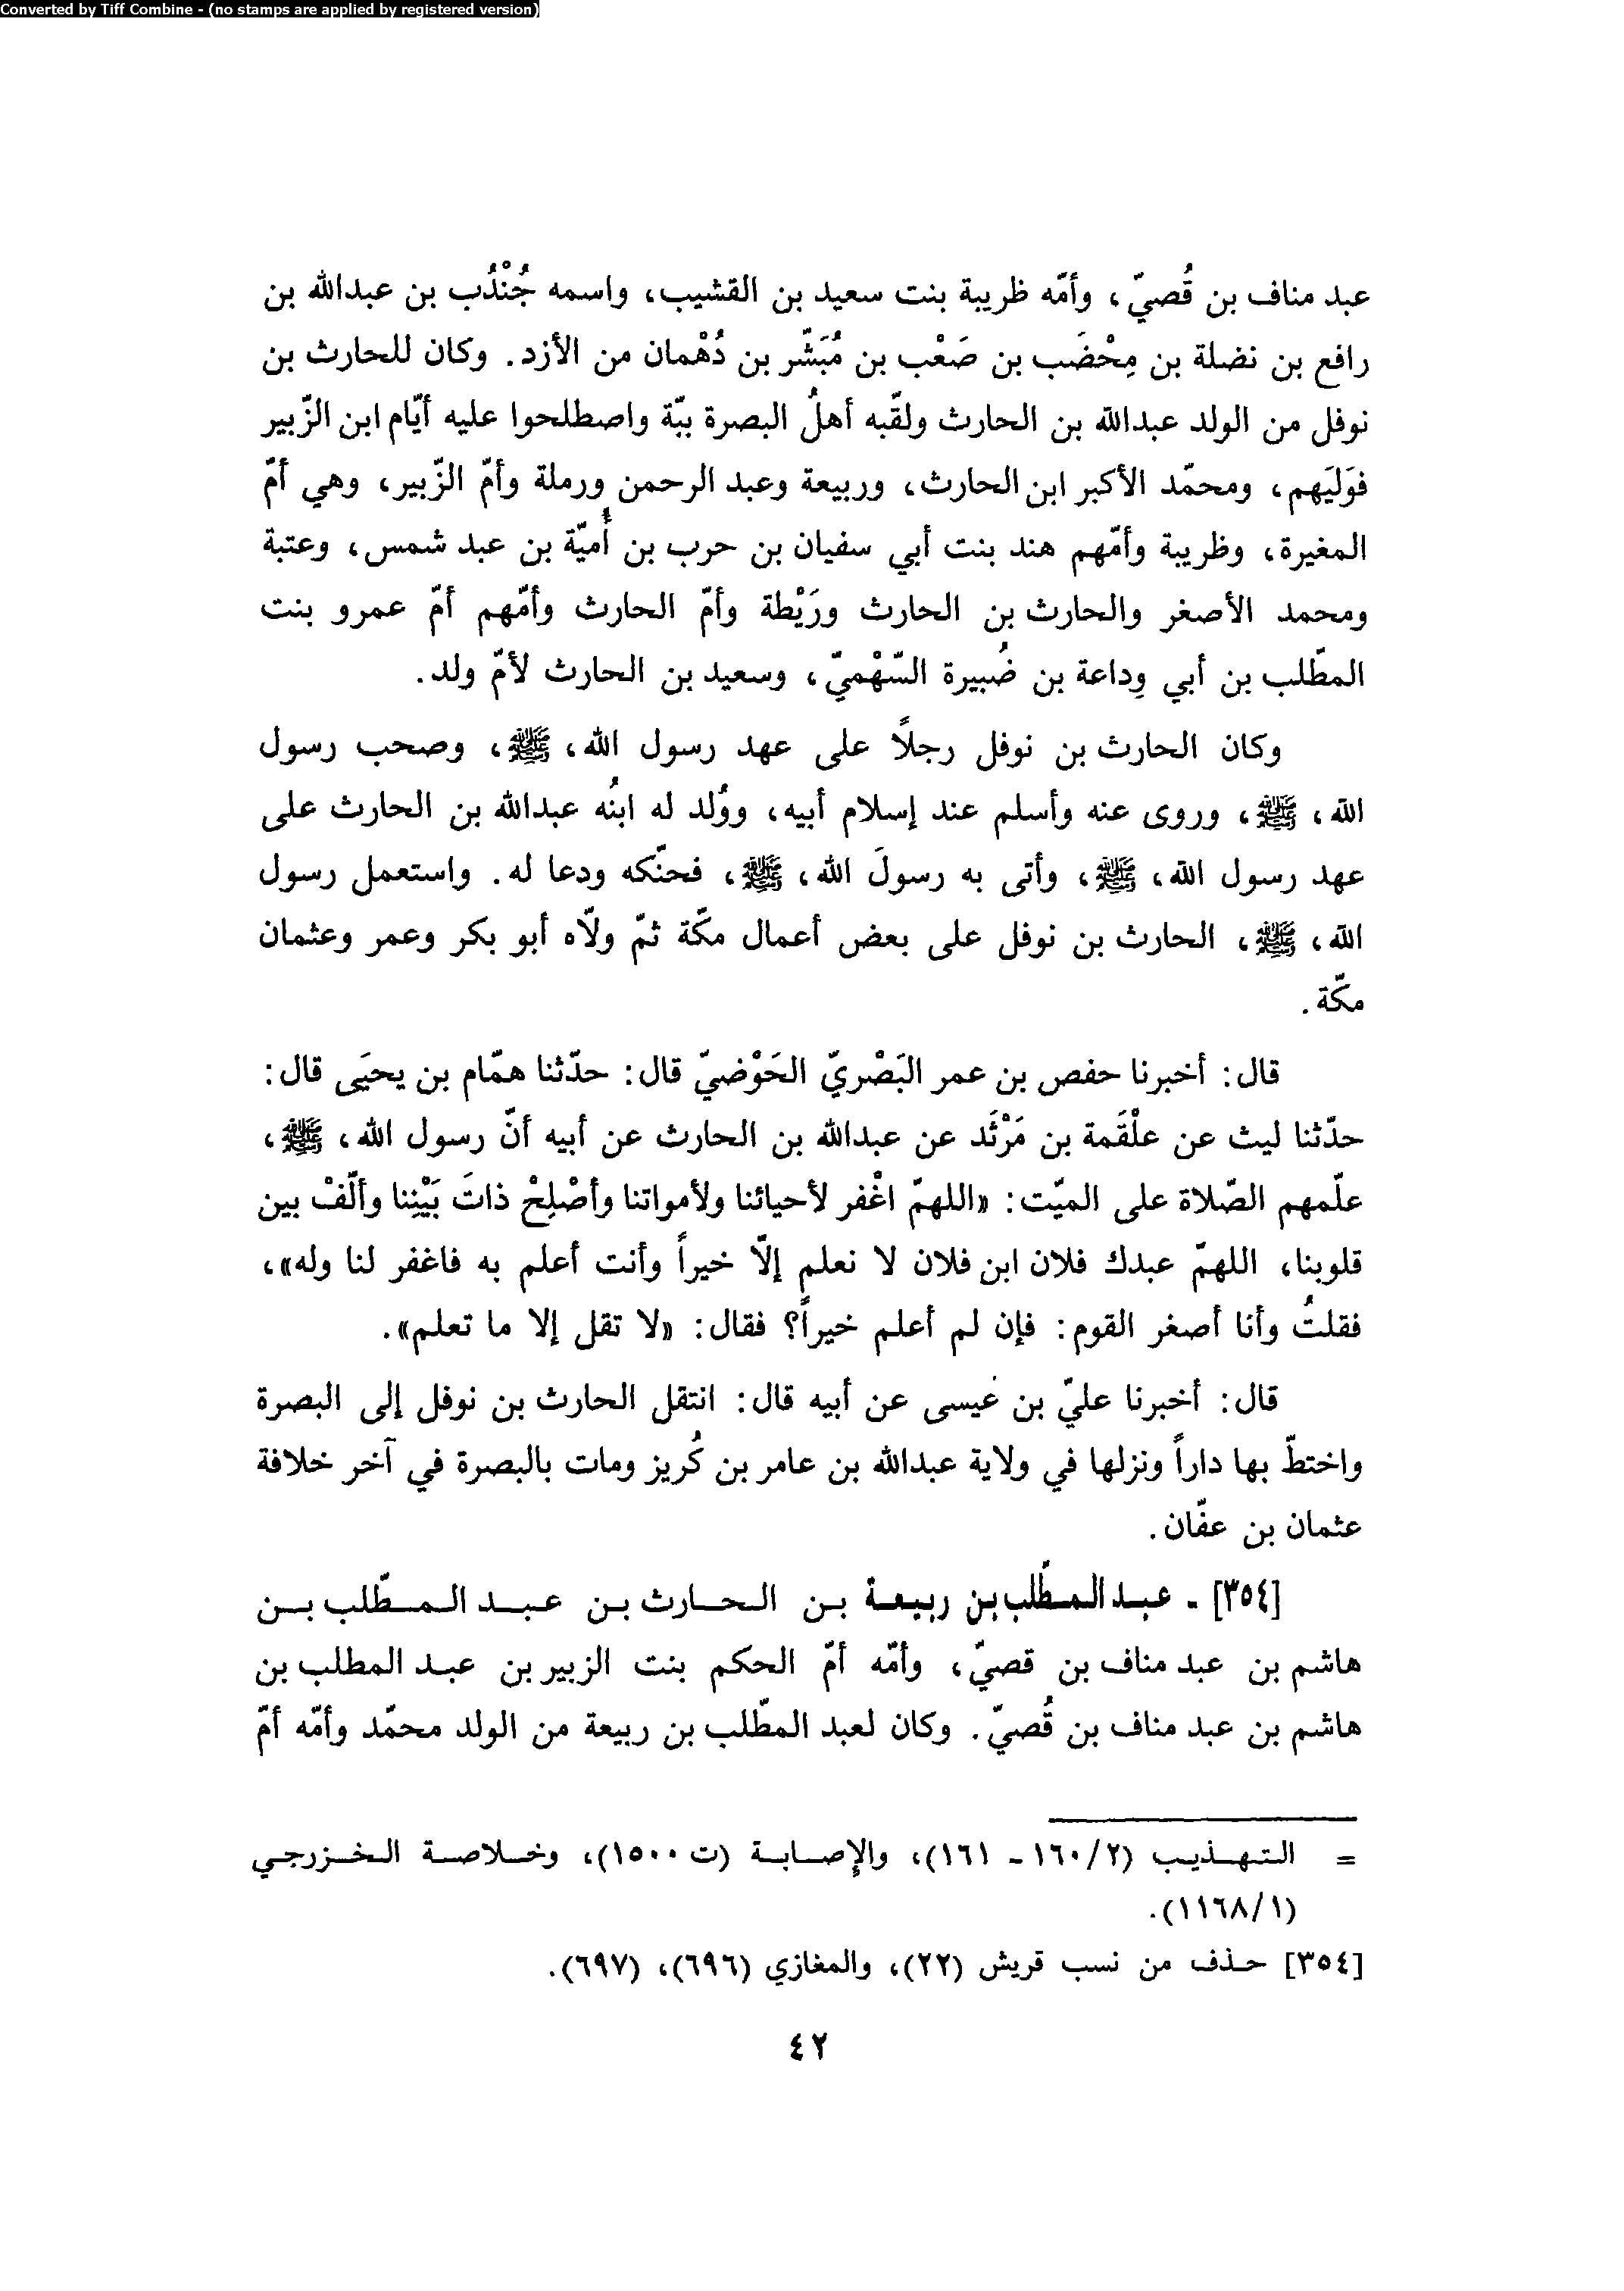 Converted by Tiff Combine - (no stamps are applied by registered version)
عبد مناف بن قُصيّ، وأمّه ظريبة بنت سعيد بن القشيب، واسمه جُنْدُب بن عبدالله بن
رافع بن نضلة بن مِحْضَب بن صَعْب بن مُبَشّر بن دُهْمان من الأزد. وكان للحارث بن
نوفل من الولد عبدالله بن الحارث ولقّبه أهلُ البصرة ببّة واصطلحوا عليه أيّام ابن الزّبير
فوَلَيَهم، ومحمّد الأكبر ابن الحارث، وربيعة وعبد الرحمن ورملة وأمّ الزّبير، وهي أمّ
المغيرة، وظريبة وأمّهم هند بنت أبي سفيان بن حرب بن أُميّة بن عبد شمس، وعتبة
ومحمد الأصغر والحارث بن الحارث ورَيْطة وأمّ الحارث وأمّهم أمّ عمرو بنت
المطّلب بن أبي وِداعة بن ضُبيرة السّهْميّ، وسعيد بن الحارث لأمّ ولد.
وكان الحارث بن نوفل رجلاً على عهد رسول الله، ﷺ، وصحب رسول
الله، ﷺ، وروى عنه وأسلم عند إسلام أبيه، ووُلد له ابنُه عبدالله بن الحارث على
عهد رسول الله، ﷺ، وأتى به رسولَ الله، ﷺ، فحنّكه ودعا له. واستعمل رسول
الله، ﷺ، الحارث بن نوفل على بعض أعمال مكّة ثمّ ولاّه أبو بكر وعمر وعثمان
مكّة.
قال: أخبرنا حفص بن عمر البَصْريّ الحَوْضيّ قال: حدّثنا همّام بن يحيَى قال:
حدّثنا ليث عن علْقَمة بن مَرْثَد عن عبدالله بن الحارث عن أبيه أنّ رسول الله، ﷺ،
علّمهم الصّلاة على الميّت: «اللهمّ اغْفر لأحيائنا ولأمواتنا وأصْلِحْ ذاتَ بَيْنِنا وألّفْ بين
قلوبنا، اللهمّ عبدك فلان ابن فلان لا نعلم إلاّ خيراً وأنت أعلم به فاغفر لنا وله»،
فقلتُ وأنا أصغر القوم: فإن لم أعلم خيراً؟ فقال: «لا تقل إلا ما تعلم».
قال: أخبرنا عليّ بن عَيسى عن أبيه قال: انتقل الحارث بن نوفل إلى البصرة
واختطّ بها داراً ونزلها في ولاية عبدالله بن عامر بن كُريز ومات بالبصرة في آخر خلافة
عثمان بن عفّان.
[٣٥٤] ـ عبد المطّلب بن ربيعة بن الحارث بن عبد المطّلب بن
هاشم بن عبد مناف بن قصيّ، وأمّه أمّ الحكم بنت الزبير بن عبد المطلب بن
هاشم بن عبد مناف بن قُصيّ. وكان لعبد المطّلب بن ربيعة من الولد محمّد وأمّه أمّ
= التهذيب (١٦٠/٢ ـ ١٦١)، والإصابة (ت ١٥٠٠)، وخلاصة الخزرجي
(١١٦٨/١).
[٣٥٤] حذف من نسب قريش (٢٢)، والمغازي (٦٩٦)، (٦٩٧).
٤٢